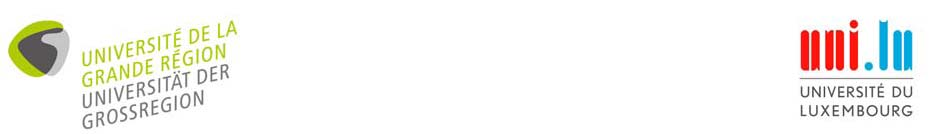 UNIVERSITÉ DE LA
GRANDE RÉGION
UNIVERSITÄT DER
GROSSREGION
uni.lu
UNIVERSITÉ DU
LUXEMBOURG